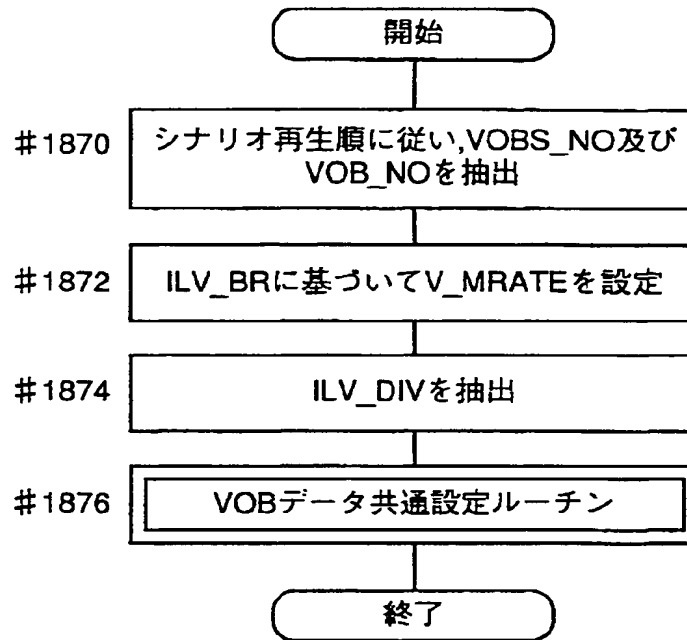 開始
#1870
シナリオ再生順に従い,VOBS_NO及び
VOB_NOを抽出
#1872
ILV_BRに基づいてV_MRATEを設定
#1874
ILV_DIVを抽出
#1876
VOBデータ共通設定ルーチン
終了